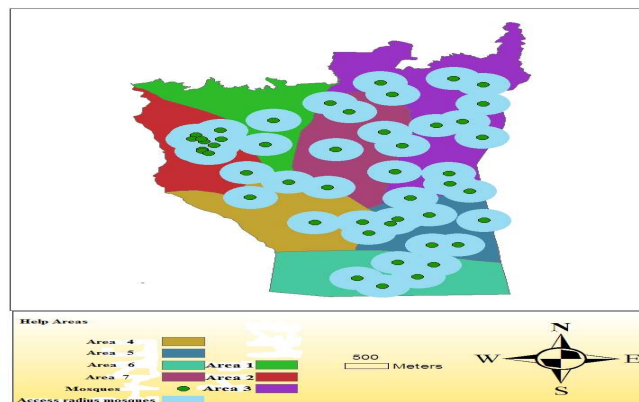 Help Areas
Area 4
Area 5
Area 6 Area 1
Area 7 Area 2
Mosques Area 3
Access radius mosques
500
Meters
N
W E
S